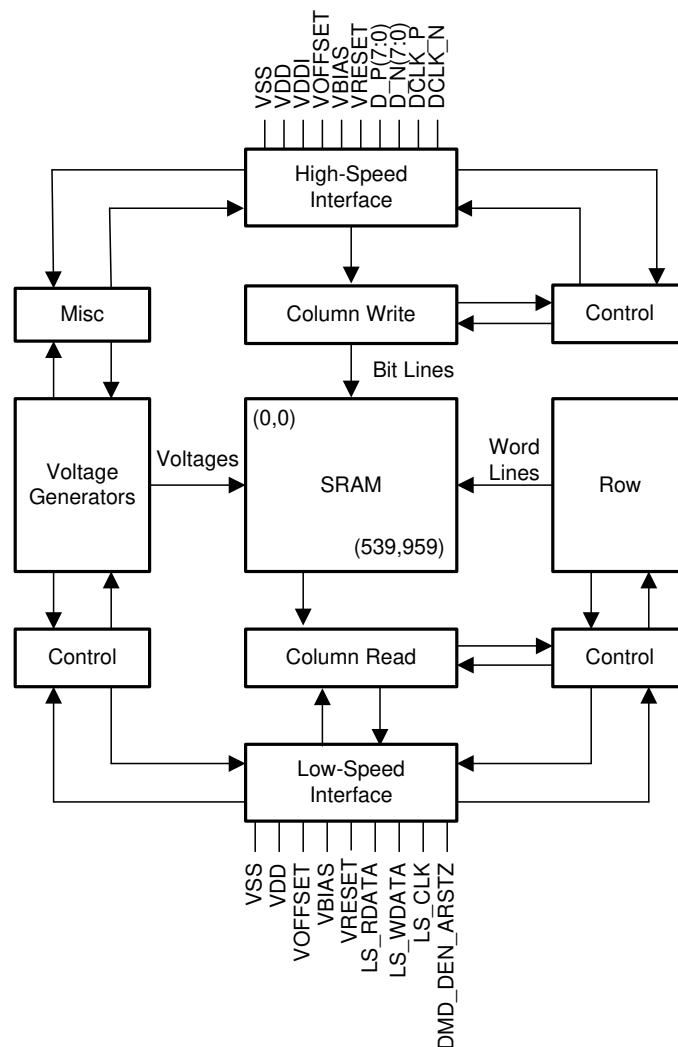 VSS
VDD
VDDI
VOFFSET
VBIAS
VRESET
D_P(7:0)
D_N(7:0)
DCLK_P
DCLK_N
High-Speed
Interface
Misc
Column Write
Control
Bit Lines
(0,0)
Voltage
Generators
Voltages
SRAM
Word
Lines
Row
(539,959)
Control
Column Read
Control
Low-Speed
Interface
VSS
VDD
VOFFSET
VBIAS
VRESET
LS_RDATA
LS_WDATA
LS_CLK
DMD_DEN_ARSTZ